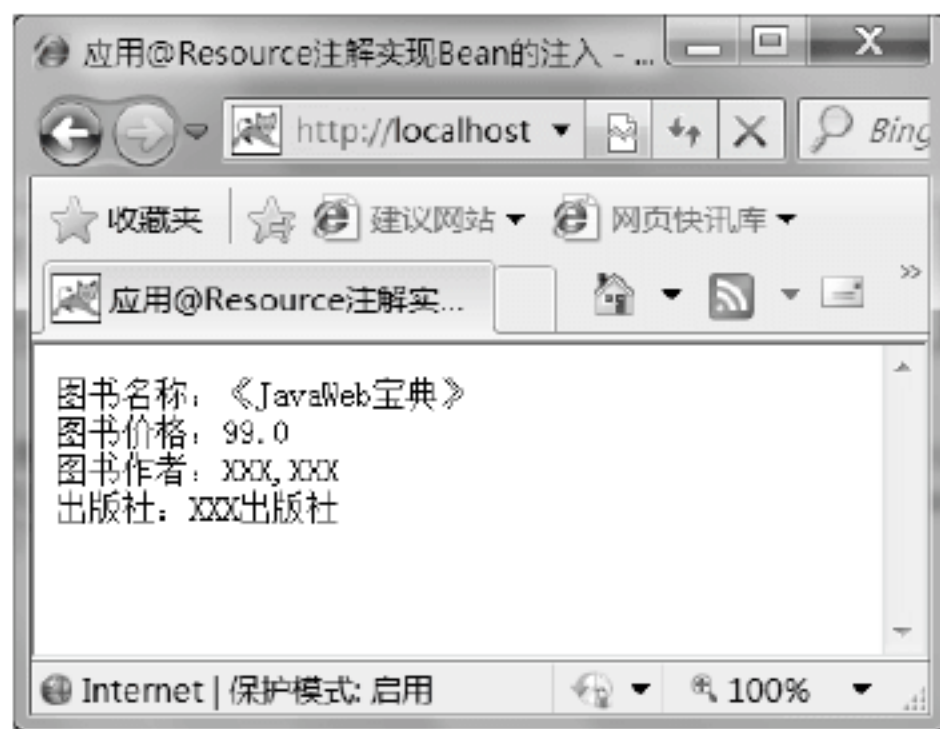 应用@Resource注解实现Bean的注入 - ...
http://localhost
Bing
收藏夹
建议网站
网页快讯库
应用@Resource注解实...
图书名称：《JavaWeb宝典》
图书价格：99.0
图书作者：XXX,XXX
出版社：XXX出版社
Internet | 保护模式: 启用
100%